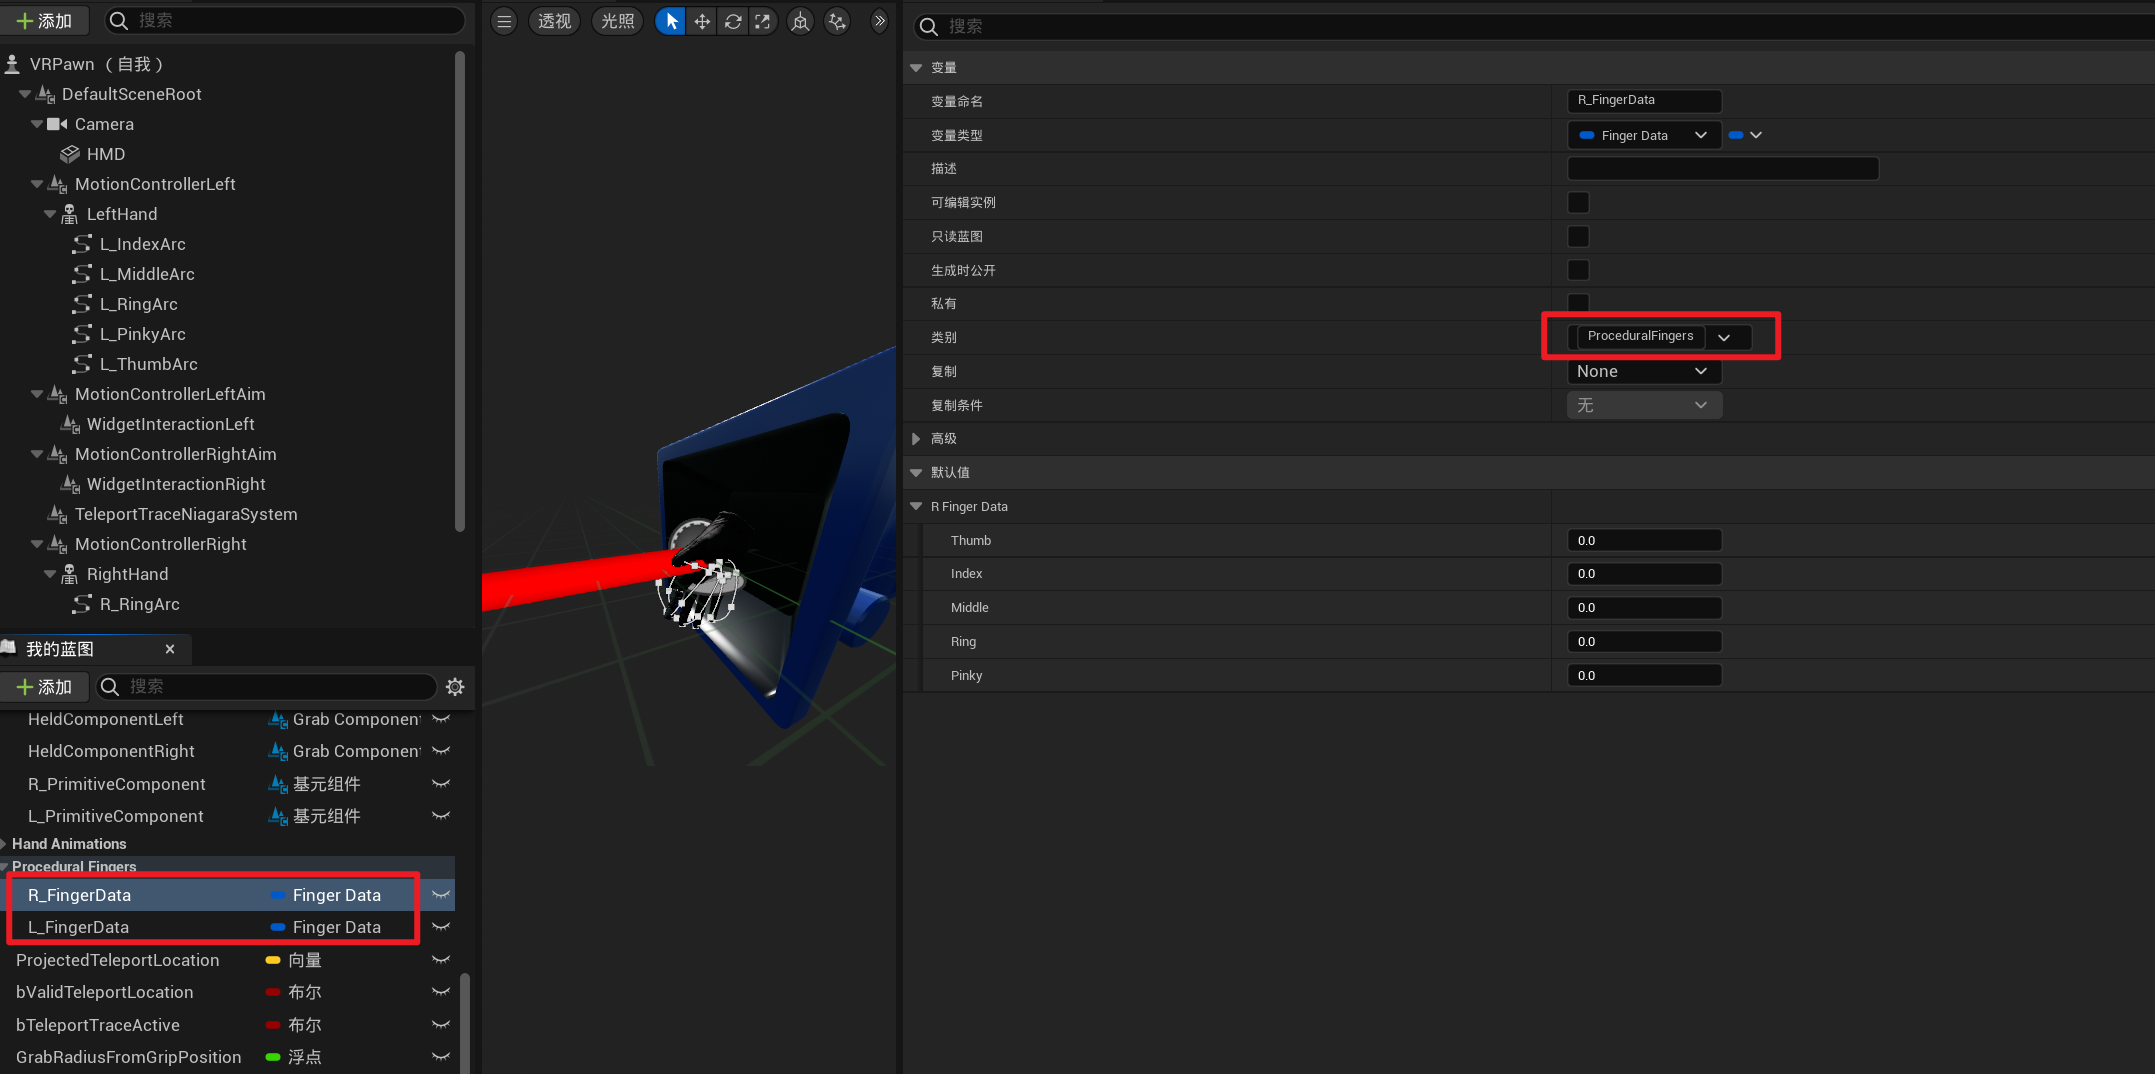 添加
搜索
VRPawn （自我）
DefaultSceneRoot
Camera
HMD
MotionControllerLeft
LeftHand
L_IndexArc
L_MiddleArc
L_RingArc
L_PinkyArc
L_ThumbArc
MotionControllerLeftAim
WidgetInteractionLeft
MotionControllerRightAim
WidgetInteractionRight
TeleportTraceNiagaraSystem
MotionControllerRight
RightHand
R_RingArc
我的蓝图
添加
搜索
HeldComponentLeft Grab Component
HeldComponentRight Grab Component
R_PrimitiveComponent 基元组件
L_PrimitiveComponent 基元组件
Hand Animations
Procedural Fingers
R_FingerData Finger Data
L_FingerData Finger Data
ProjectedTeleportLocation 向量
bValidTeleportLocation 布尔
bTeleportTraceActive 布尔
GrabRadiusFromGripPosition 浮点
透视 光照
搜索
变量
变量命名 R_FingerData
变量类型 Finger Data
描述
可编辑实例
只读蓝图
生成时公开
私有
类别 ProceduralFingers
复制 None
复制条件 无
高级
默认值
R Finger Data
Thumb 0.0
Index 0.0
Middle 0.0
Ring 0.0
Pinky 0.0